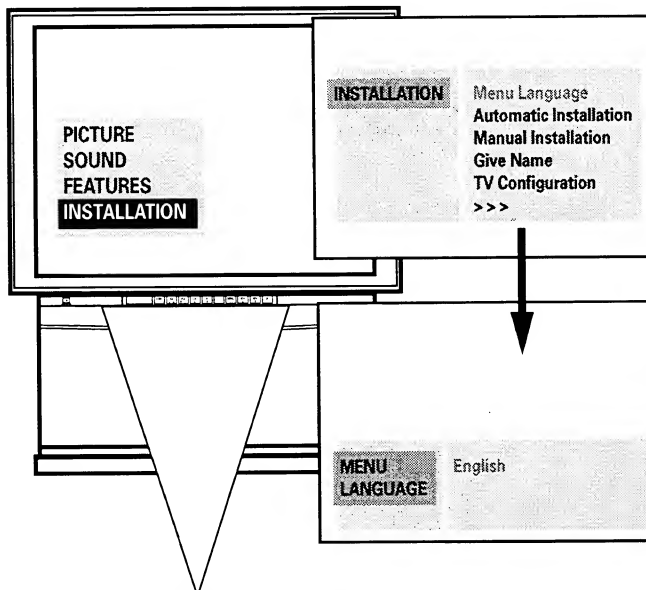 PICTURE
SOUND
FEATURES
INSTALLATION
INSTALLATION
Menu Language
Automatic Installation
Manual Installation
Give Name
TV Configuration
>>>
MENU
LANGUAGE
English